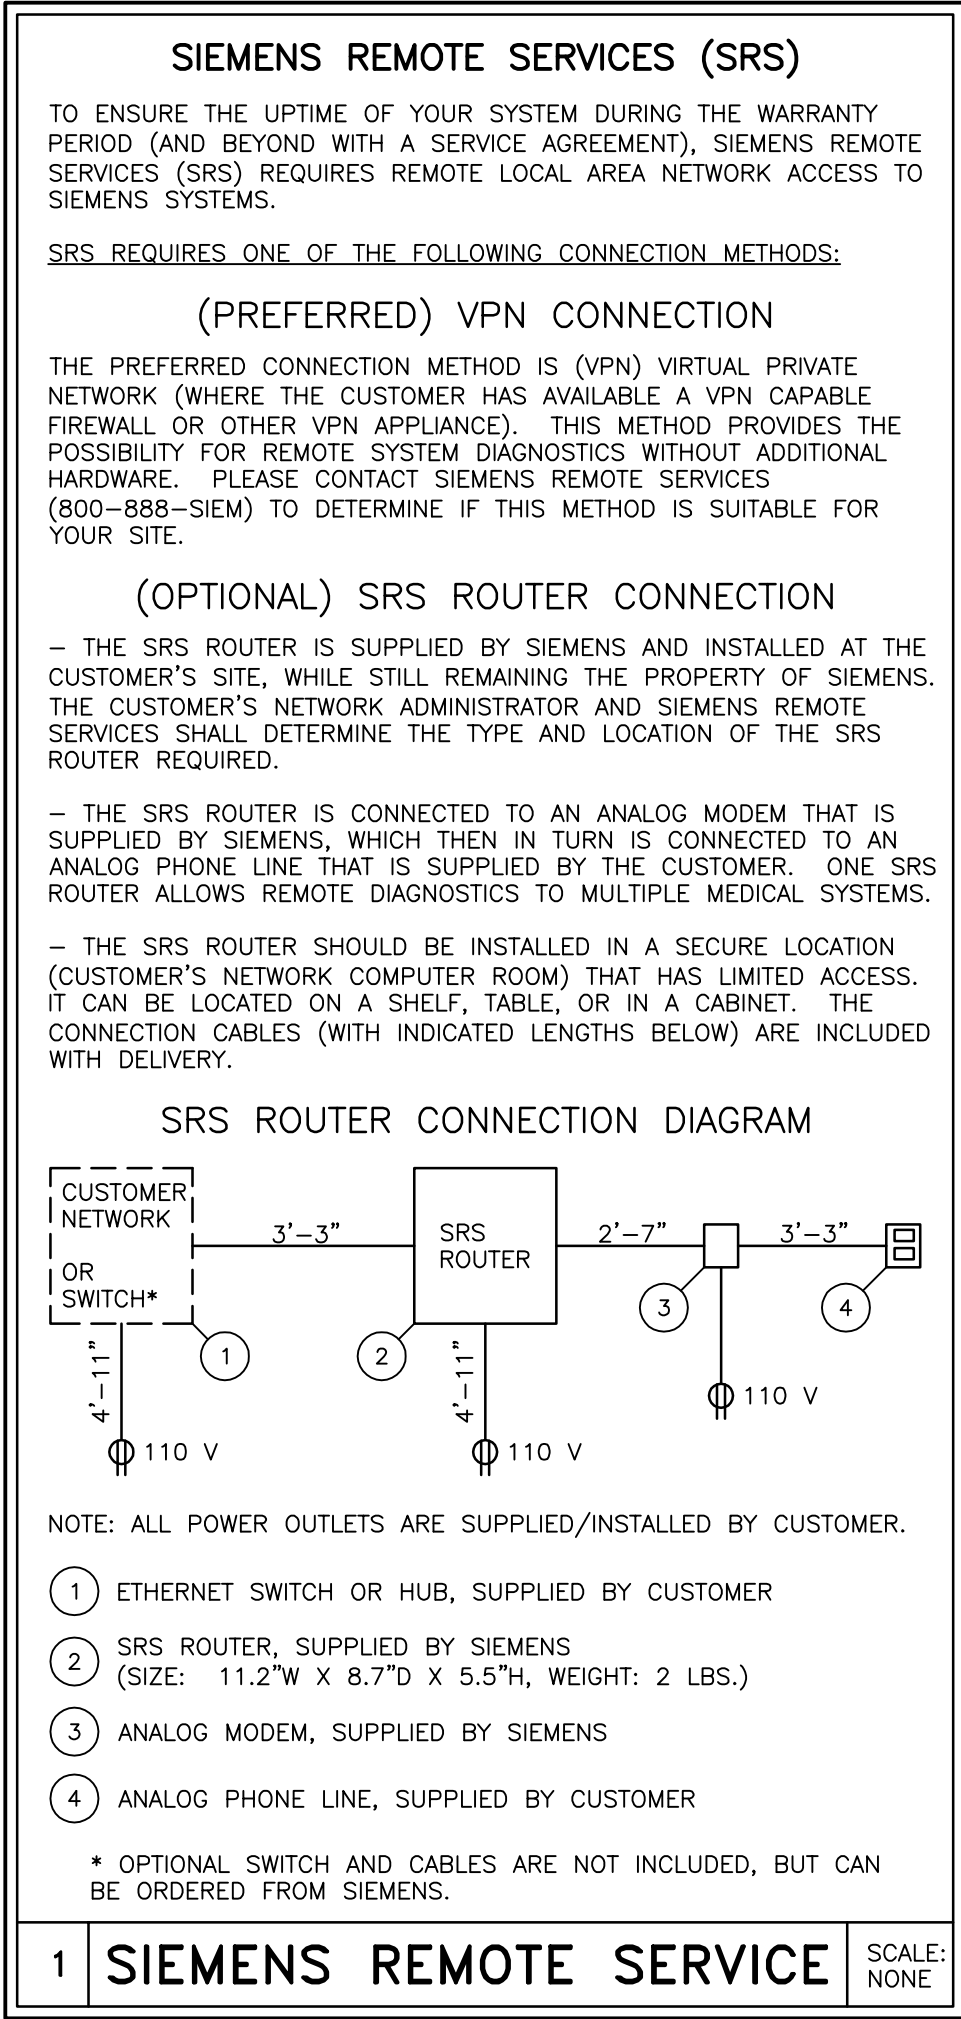 SIEMENS REMOTE SERVICES (SRS)
TO ENSURE THE UPTIME OF YOUR SYSTEM DURING THE WARRANTY
PERIOD (AND BEYOND WITH A SERVICE AGREEMENT), SIEMENS REMOTE
SERVICES (SRS) REQUIRES REMOTE LOCAL AREA NETWORK ACCESS TO
SIEMENS SYSTEMS.
SRS REQUIRES ONE OF THE FOLLOWING CONNECTION METHODS:
(PREFERRED) VPN CONNECTION
THE PREFERRED CONNECTION METHOD IS (VPN) VIRTUAL PRIVATE
NETWORK (WHERE THE CUSTOMER HAS AVAILABLE A VPN CAPABLE
FIREWALL OR OTHER VPN APPLIANCE). THIS METHOD PROVIDES THE
POSSIBILITY FOR REMOTE SYSTEM DIAGNOSTICS WITHOUT ADDITIONAL
HARDWARE. PLEASE CONTACT SIEMENS REMOTE SERVICES
(800-888-SIEM) TO DETERMINE IF THIS METHOD IS SUITABLE FOR
YOUR SITE.
(OPTIONAL) SRS ROUTER CONNECTION
- THE SRS ROUTER IS SUPPLIED BY SIEMENS AND INSTALLED AT THE
CUSTOMER'S SITE, WHILE STILL REMAINING THE PROPERTY OF SIEMENS.
THE CUSTOMER'S NETWORK ADMINISTRATOR AND SIEMENS REMOTE
SERVICES SHALL DETERMINE THE TYPE AND LOCATION OF THE SRS
ROUTER REQUIRED.
- THE SRS ROUTER IS CONNECTED TO AN ANALOG MODEM THAT IS
SUPPLIED BY SIEMENS, WHICH THEN IN TURN IS CONNECTED TO AN
ANALOG PHONE LINE THAT IS SUPPLIED BY THE CUSTOMER. ONE SRS
ROUTER ALLOWS REMOTE DIAGNOSTICS TO MULTIPLE MEDICAL SYSTEMS.
- THE SRS ROUTER SHOULD BE INSTALLED IN A SECURE LOCATION
(CUSTOMER'S NETWORK COMPUTER ROOM) THAT HAS LIMITED ACCESS.
IT CAN BE LOCATED ON A SHELF, TABLE, OR IN A CABINET. THE
CONNECTION CABLES (WITH INDICATED LENGTHS BELOW) ARE INCLUDED
WITH DELIVERY.
SRS ROUTER CONNECTION DIAGRAM
CUSTOMER
NETWORK
OR
SWITCH*
3'-3"
SRS
ROUTER
2'-7"
3'-3"
3
4
1
2
4'-11"
4'-11"
110 V
110 V
110 V
NOTE: ALL POWER OUTLETS ARE SUPPLIED/INSTALLED BY CUSTOMER.
1 ETHERNET SWITCH OR HUB, SUPPLIED BY CUSTOMER
2 SRS ROUTER, SUPPLIED BY SIEMENS
(SIZE: 11.2"W X 8.7"D X 5.5"H, WEIGHT: 2 LBS.)
3 ANALOG MODEM, SUPPLIED BY SIEMENS
4 ANALOG PHONE LINE, SUPPLIED BY CUSTOMER
* OPTIONAL SWITCH AND CABLES ARE NOT INCLUDED, BUT CAN
BE ORDERED FROM SIEMENS.
1
SIEMENS REMOTE SERVICE
SCALE:
NONE